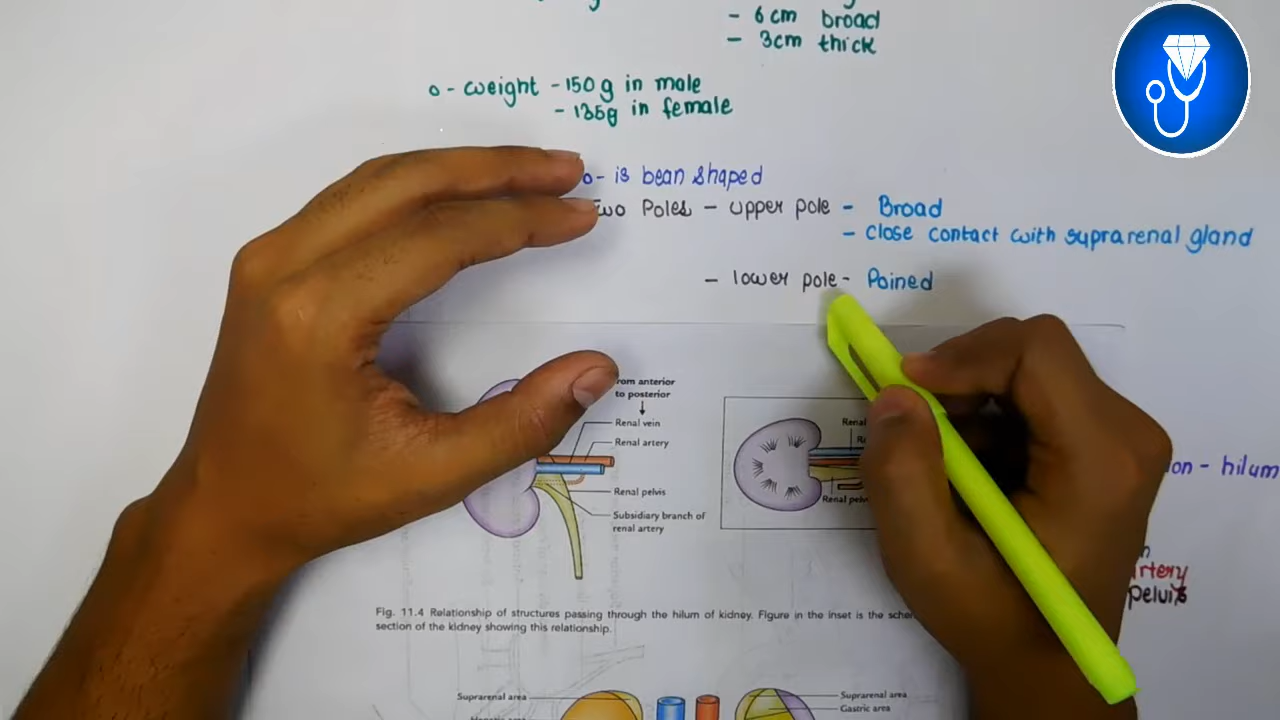 - 6cm broad
- 3cm thick
o- weight - 150g in male
- 135g in female
o- is bean shaped
Two Poles - upper pole - Broad
- close contact with suprarenal gland
- lower pole - Poined
from anterior
to posterior
Renal vein
Renal artery
Renal pelvis
Subsidiary branch of
renal artery
Renal
Renal pelv
on - hilum
rtery
pelvis
Fig. 11.4 Relationship of structures passing through the hilum of kidney. Figure in the inset is the
section of the kidney showing this relationship.
Suprarenal area
Suprarenal area
Gastric area